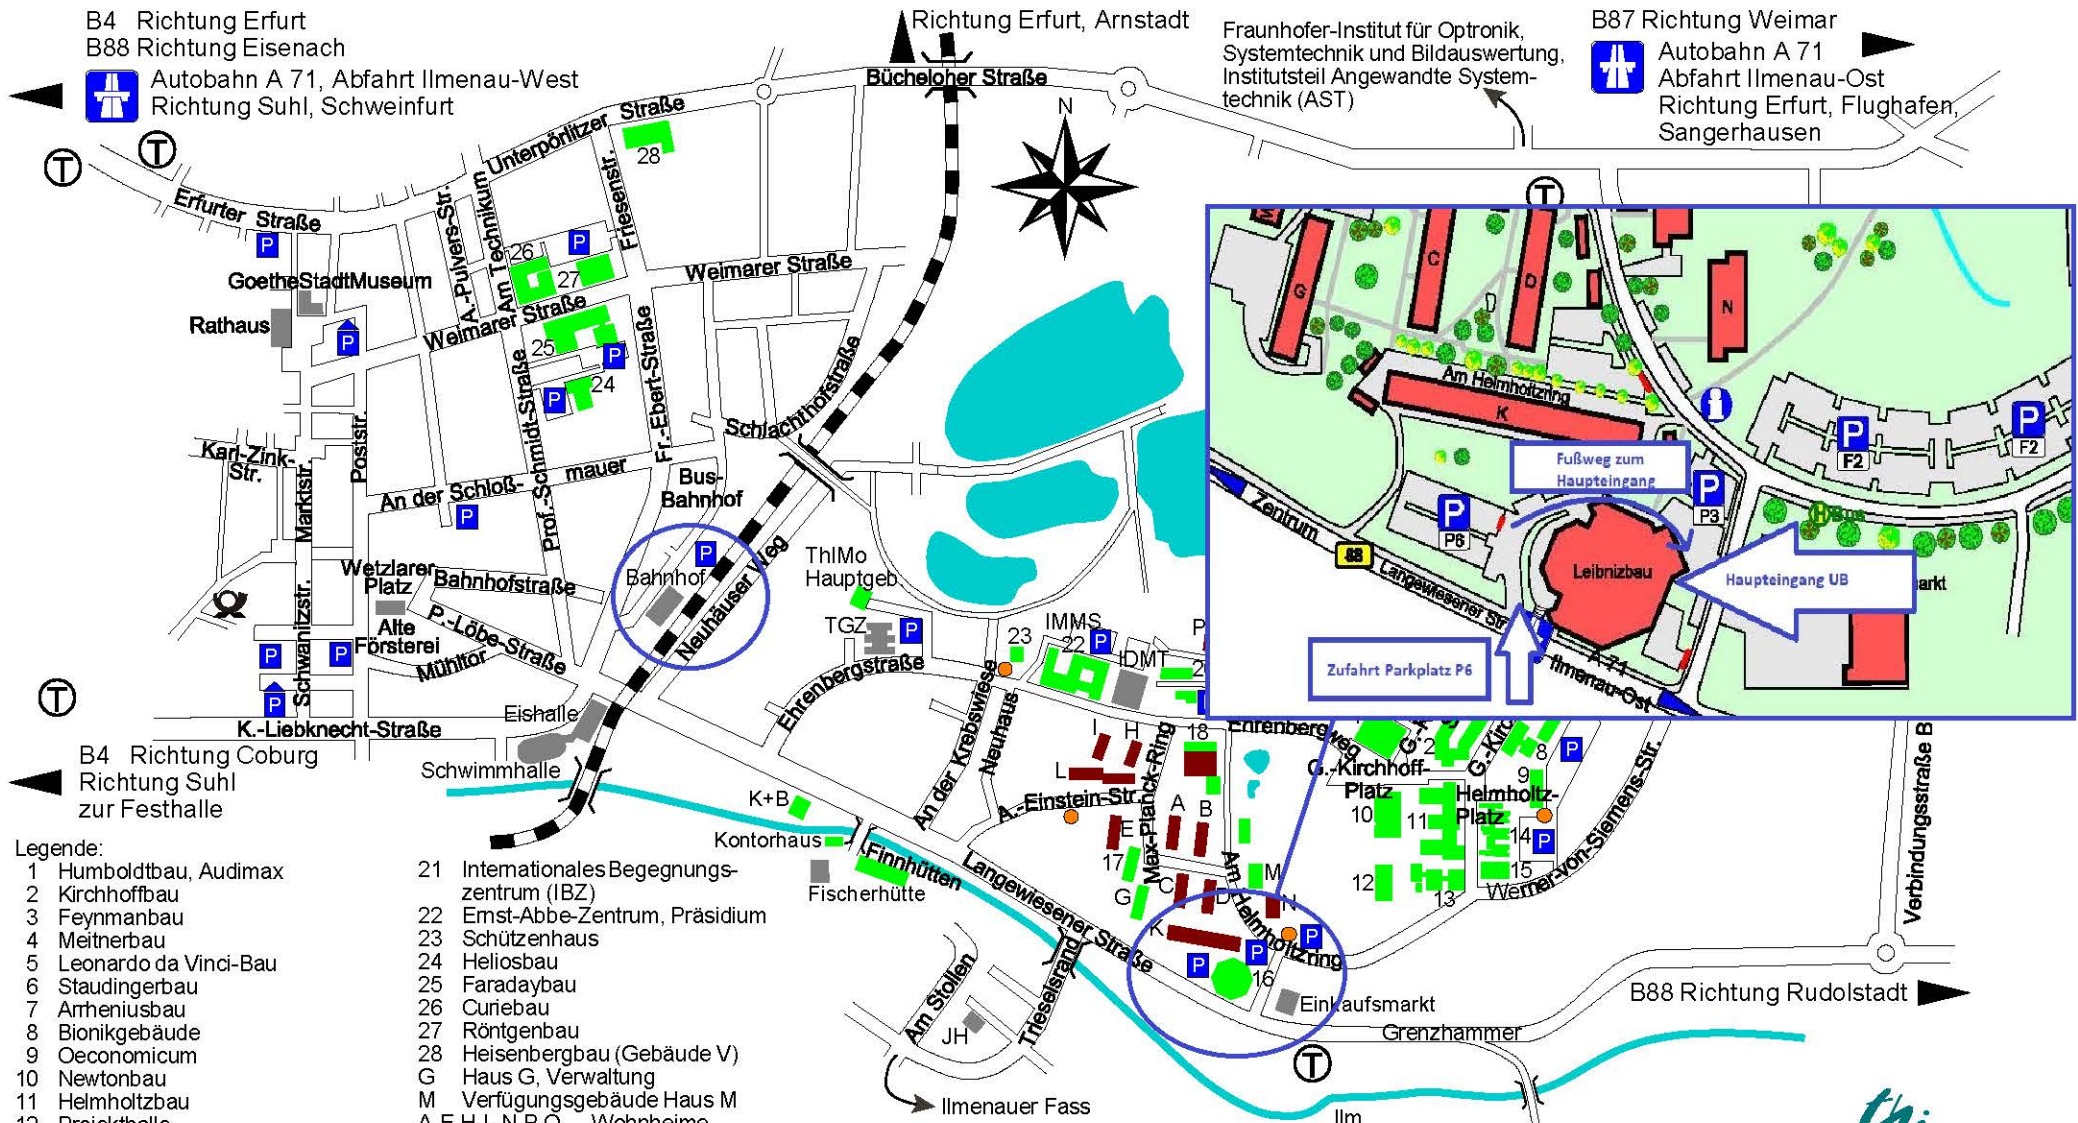 B4 Richtung Erfurt
B88 Richtung Eisenach
Autobahn A 71, Abfahrt Ilmenau-West
Richtung Suhl, Schweinfurt
Richtung Erfurt, Arnstadt
Fraunhofer-Institut für Optronik,
Systemtechnik und Bildauswertung,
Institutsteil Angewandte System-
technik (AST)
B87 Richtung Weimar
Autobahn A 71
Abfahrt Ilmenau-Ost
Richtung Erfurt, Flughafen,
Sangerhausen
Bücheloher Straße
N
T
T
T
Unterpörlitzer Straße
28
Friesenstr.
Erfurter Straße
P
A.-Pulvers-Str.
Am Technikum
26
P
27
Weimarer Straße
GoetheStadtMuseum
Rathaus
P
Weimarer Straße
25
P
24
P
Fr.-Ebert-Straße
Prof.-Schmidt-Straße
Schlachthofstraße
Karl-Zink-
Str.
Marktstr.
Poststr.
An der Schloß-
mauer
P
Bus-
Bahnhof
P
Bahnhof
Neuhäuser Weg
Wetzlarer
Platz
Bahnhofstraße
Alte
Försterei
P.-Löbe-Straße
Mühltor
Schwanitzstr.
P
P
P
T
K.-Liebknecht-Straße
Eishalle
Schwimmhalle
ThIMo
Hauptgeb.
TGZ
P
Ehrenbergstraße
23
IMMS
22
P
IDMT
P
2
An der Krebswiese
Neuhaus
B4 Richtung Coburg
Richtung Suhl
zur Festhalle
G
C
D
N
Am Helmholtzring
K
P
F2
P
F2
Fußweg zum
Haupteingang
P
P3
P
P6
Zentrum
88
Langewiesener Str
Leibnizbau
Haupteingang UB
arkt
Zufahrt Parkplatz P6
A 71
Ilmenau-Ost
Ehrenbergweg
I
H
18
L
A.-Einstein-Str.
Max-Planck-Ring
A
B
E
17
G
C
D
M
N
K
Am Helmholtzring
P
P
P
16
G.-Kirchhoff-
Platz
2
G.-Kirc
8
P
9
Helmholtz-
Platz
10
11
14
P
15
12
13
Werner-von-Siemens-Str.
Verbindungsstraße B
K+B
Kontorhaus
Finnhütten
Fischerhütte
Langewiesener Straße
Am Stollen
Trieselsrand
JH
Ilmenauer Fass
Einkaufsmarkt
Grenzhammer
T
Ilm
B88 Richtung Rudolstadt
Legende:
1 Humboldtbau, Audimax
2 Kirchhoffbau
3 Feynmanbau
4 Meitnerbau
5 Leonardo da Vinci-Bau
6 Staudingerbau
7 Arrheniusbau
8 Bionikgebäude
9 Oeconomicum
10 Newtonbau
11 Helmholtzbau
12 Projekthalle
21 Internationales Begegnungs-
zentrum (IBZ)
22 Ernst-Abbe-Zentrum, Präsidium
23 Schützenhaus
24 Heliosbau
25 Faradaybau
26 Curiebau
27 Röntgenbau
28 Heisenbergbau (Gebäude V)
G Haus G, Verwaltung
M Verfügungsgebäude Haus M